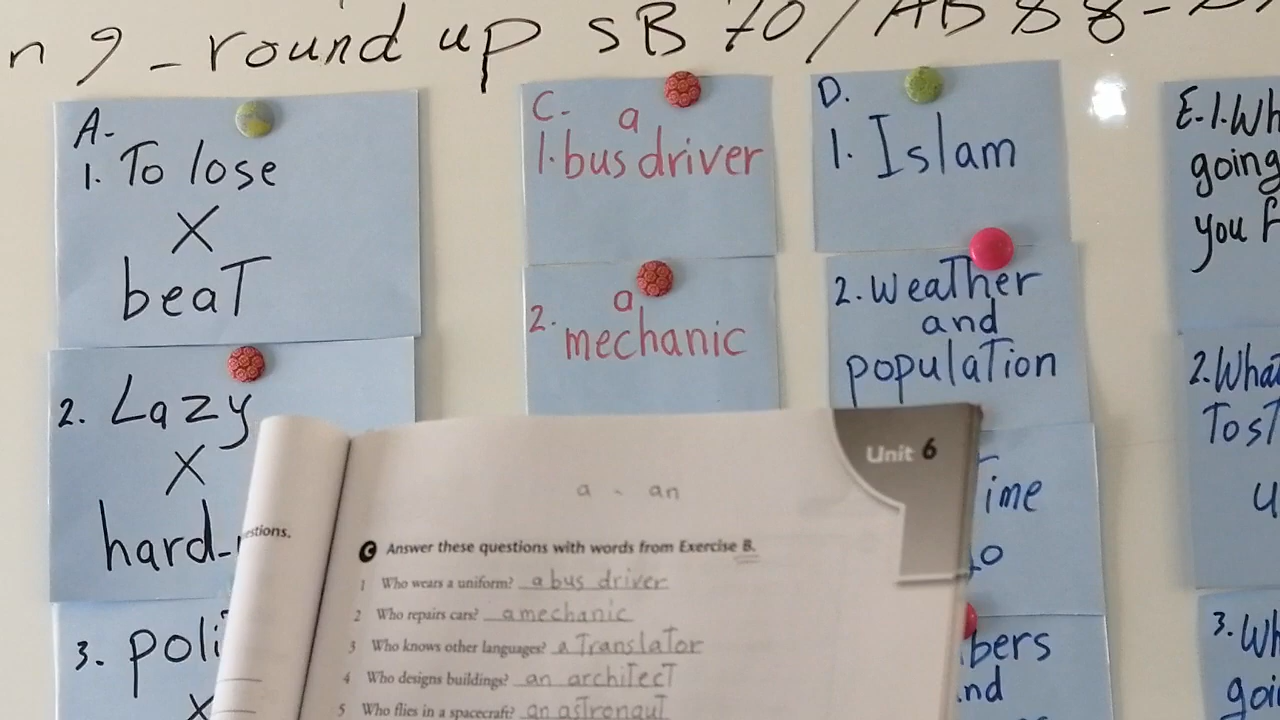 n 9 - round up SB 70 / AB 88-
A-
1. To lose
X
beat
2. Lazy
X
hard-
3. poli
X
C-
a
1. bus driver
a
2. mechanic
D.
1. Islam
2. Weather
and
population
ime
bers
nd
E-1. Wh
going
you f
2. What
To st
u
3. Wh
goi
estions.
Unit 6
a - an
C Answer these questions with words from Exercise B.
1 Who wears a uniform? a bus driver
2 Who repairs cars? a mechanic
3 Who knows other languages? a Translator
4 Who designs buildings? an architect
5 Who flies in a spacecraft? an astronaut